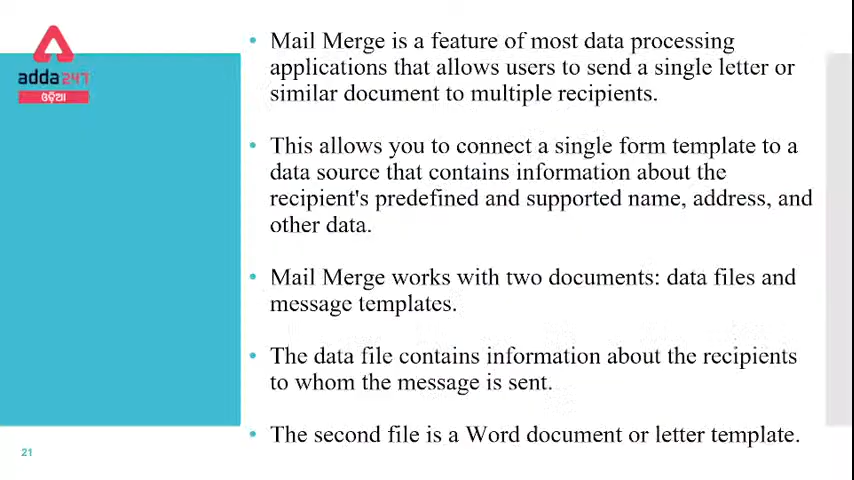 adda247
ଓଡ଼ିଆ
• Mail Merge is a feature of most data processing
applications that allows users to send a single letter or
similar document to multiple recipients.
• This allows you to connect a single form template to a
data source that contains information about the
recipient's predefined and supported name, address, and
other data.
• Mail Merge works with two documents: data files and
message templates.
• The data file contains information about the recipients
to whom the message is sent.
• The second file is a Word document or letter template.
21